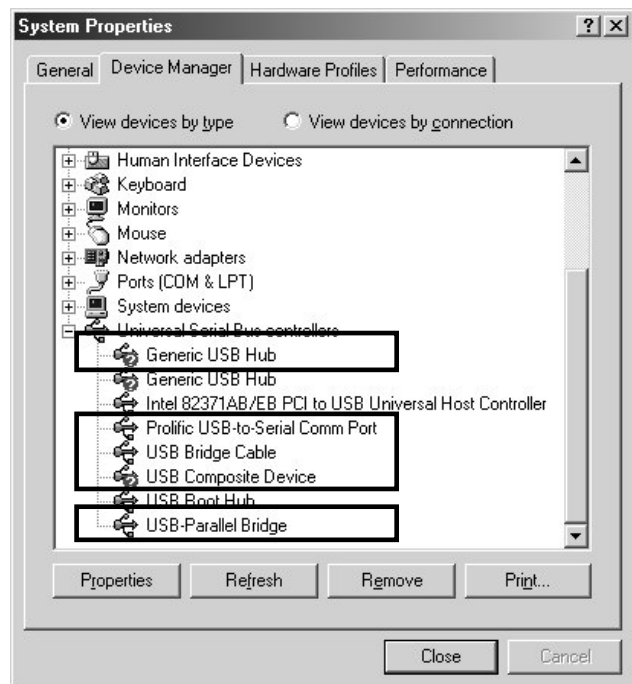 System Properties
General Device Manager Hardware Profiles Performance
View devices by type View devices by connection
Human Interface Devices
Keyboard
Monitors
Mouse
Network adapters
Ports (COM & LPT)
System devices
Universal Serial Bus controllers
Generic USB Hub
Generic USB Hub
Intel 82371AB/EB PCI to USB Universal Host Controller
Prolific USB-to-Serial Comm Port
USB Bridge Cable
USB Composite Device
USB Root Hub
USB-Parallel Bridge
Properties Refresh Remove Print...
Close Cancel